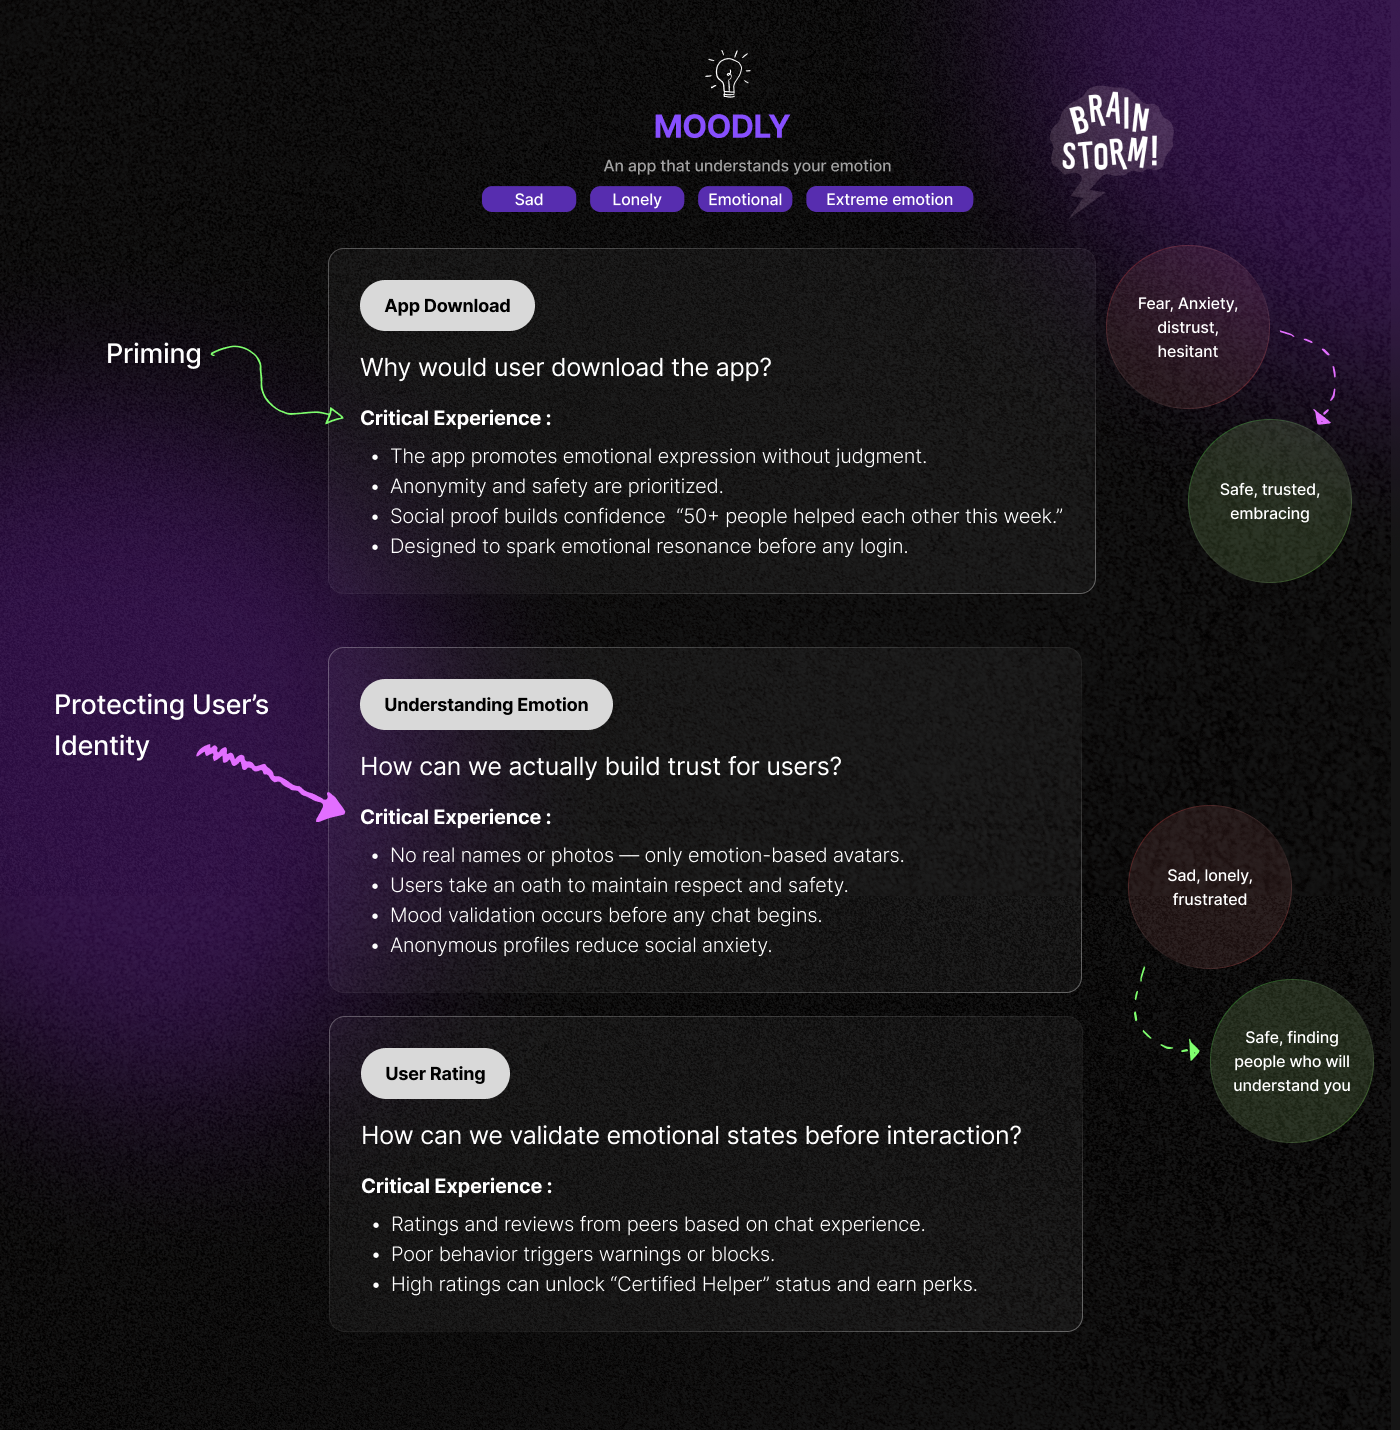 MOODLY
An app that understands your emotion
Sad
Lonely
Emotional
Extreme emotion
BRAIN
STORM!
Priming
App Download
Why would user download the app?
Critical Experience :
• The app promotes emotional expression without judgment.
• Anonymity and safety are prioritized.
• Social proof builds confidence “50+ people helped each other this week.”
• Designed to spark emotional resonance before any login.
Fear, Anxiety,
distrust,
hesitant
Safe, trusted,
embracing
Protecting User’s
Identity
Understanding Emotion
How can we actually build trust for users?
Critical Experience :
• No real names or photos — only emotion-based avatars.
• Users take an oath to maintain respect and safety.
• Mood validation occurs before any chat begins.
• Anonymous profiles reduce social anxiety.
Sad, lonely,
frustrated
Safe, finding
people who will
understand you
User Rating
How can we validate emotional states before interaction?
Critical Experience :
• Ratings and reviews from peers based on chat experience.
• Poor behavior triggers warnings or blocks.
• High ratings can unlock “Certified Helper” status and earn perks.